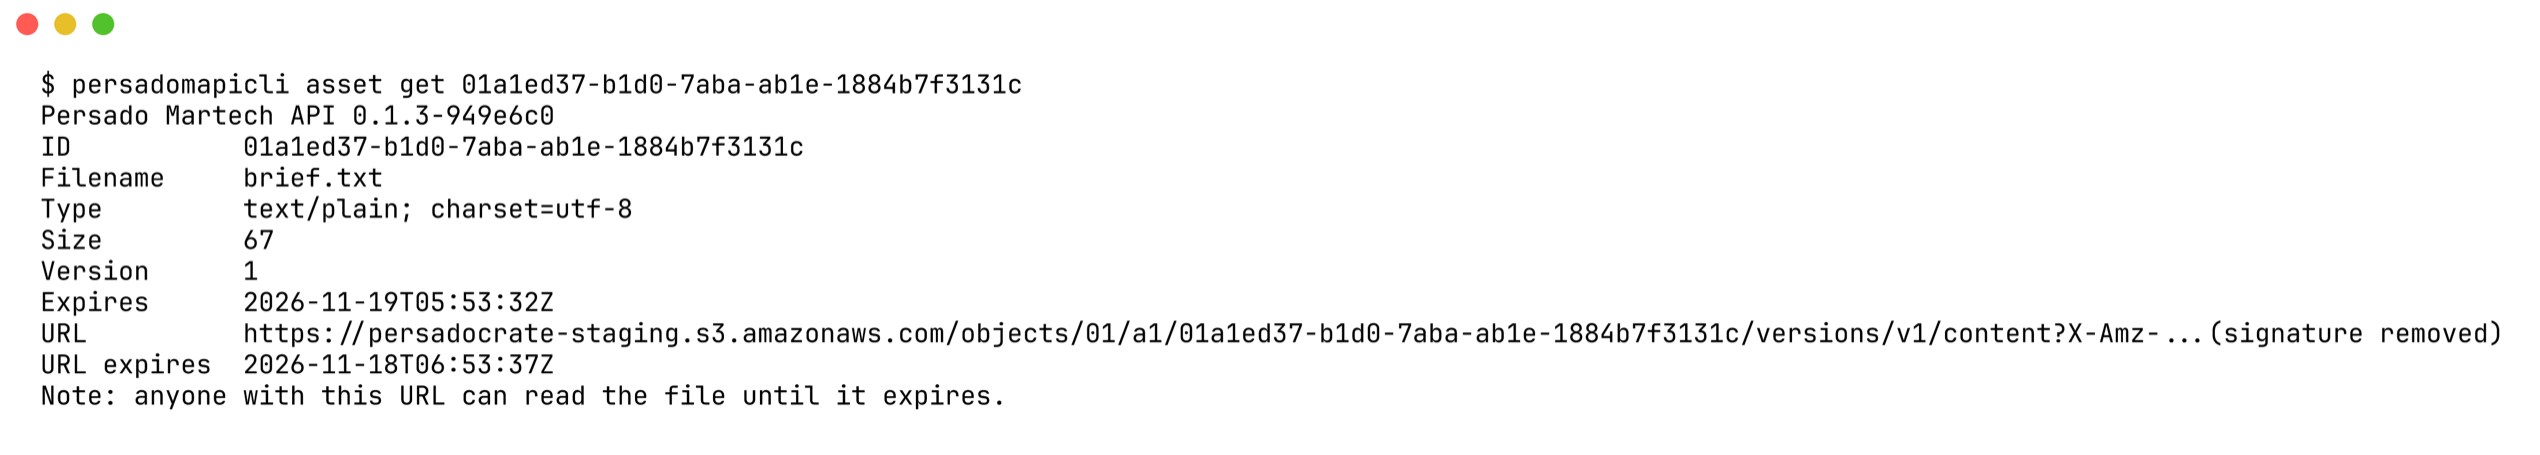 $ persadomapicli asset get 01a1ed37-b1d0-7aba-ab1e-1884b7f3131c
Persado Martech API 0.1.3-949e6c0
ID           01a1ed37-b1d0-7aba-ab1e-1884b7f3131c
Filename     brief.txt
Type         text/plain; charset=utf-8
Size         67
Version      1
Expires      2026-11-19T05:53:32Z
URL          https://persadocrate-staging.s3.amazonaws.com/objects/01/a1/01a1ed37-b1d0-7aba-ab1e-1884b7f3131c/versions/v1/content?X-Amz-...(signature removed)
URL expires  2026-11-18T06:53:37Z
Note: anyone with this URL can read the file until it expires.